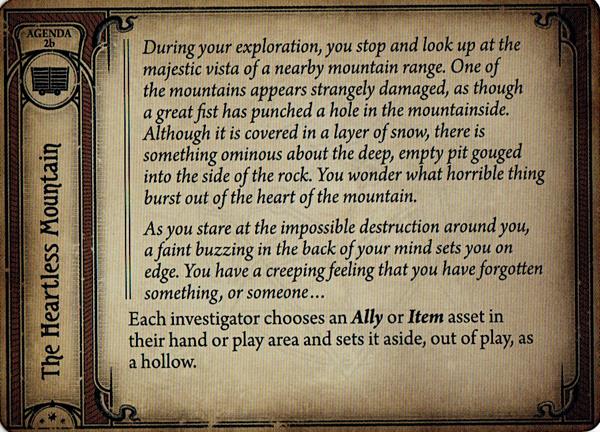 AGENDA
2b
The Heartless Mountain
During your exploration, you stop and look up at the
majestic vista of a nearby mountain range. One of
the mountains appears strangely damaged, as though
a great fist has punched a hole in the mountainside.
Although it is covered in a layer of snow, there is
something ominous about the deep, empty pit gouged
into the side of the rock. You wonder what horrible thing
burst out of the heart of the mountain.
As you stare at the impossible destruction around you,
a faint buzzing in the back of your mind sets you on
edge. You have a creeping feeling that you have forgotten
something, or someone…
Each investigator chooses an Ally or Item asset in
their hand or play area and sets it aside, out of play, as
a hollow.